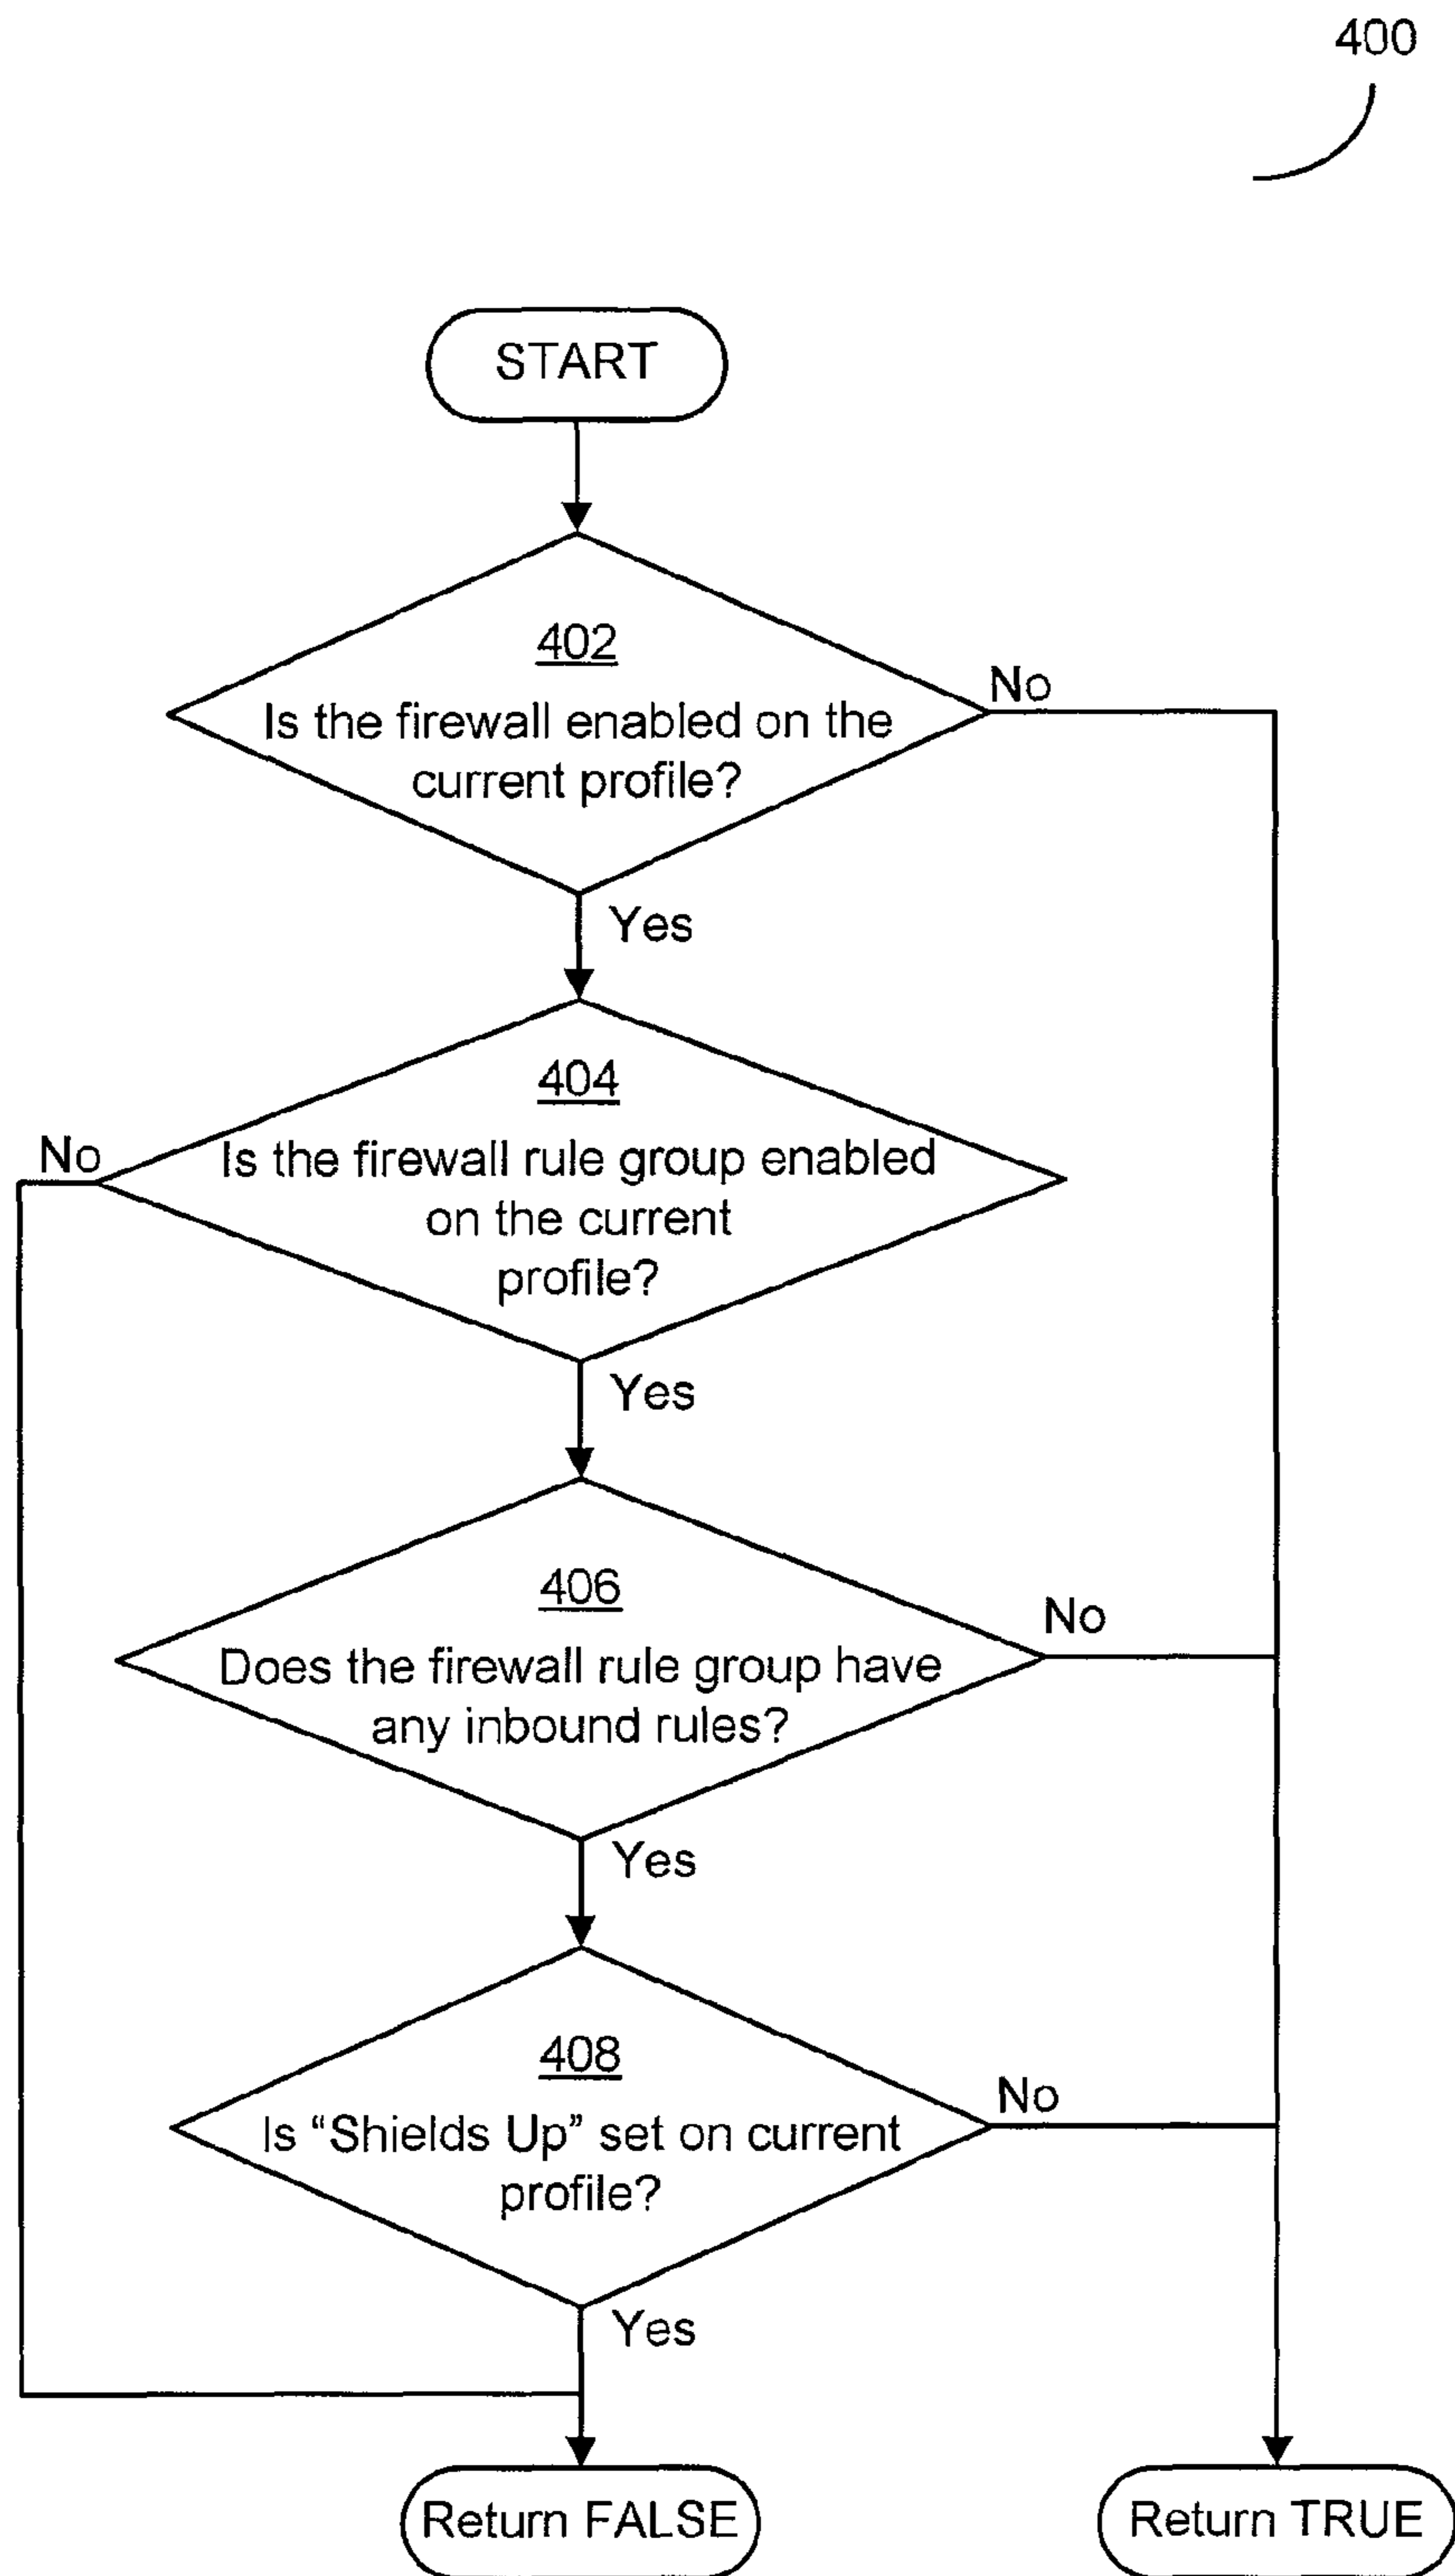 400
START
402
Is the firewall enabled on the
current profile?
No
Yes
404
Is the firewall rule group enabled
on the current
profile?
No
Yes
406
Does the firewall rule group have
any inbound rules?
No
Yes
408
Is “Shields Up” set on current
profile?
No
Yes
Return FALSE
Return TRUE